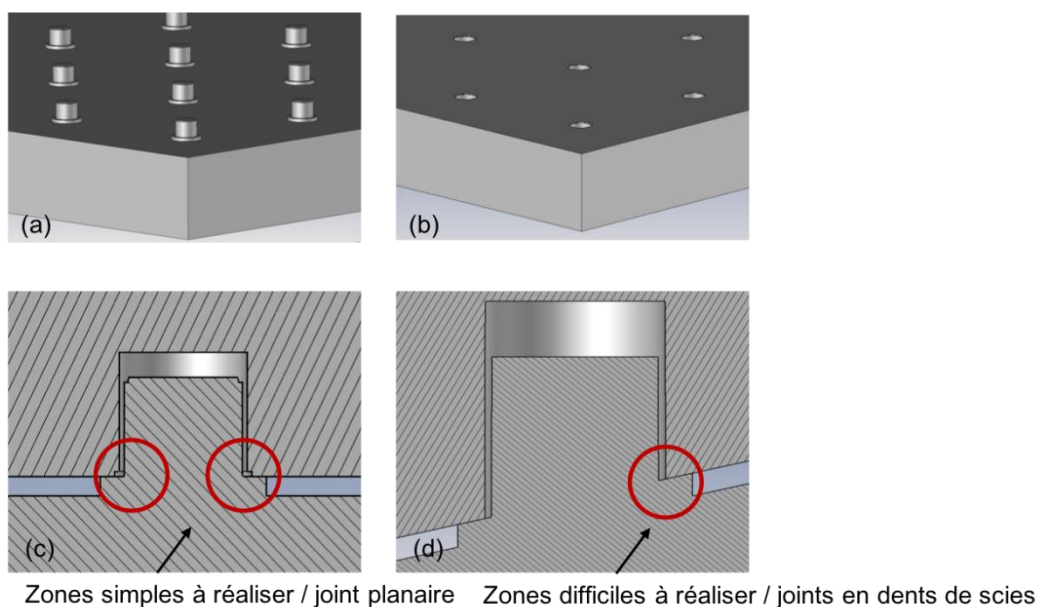 (a)
(b)
(c)
(d)
Zones simples à réaliser / joint planaire
Zones difficiles à réaliser / joints en dents de scies